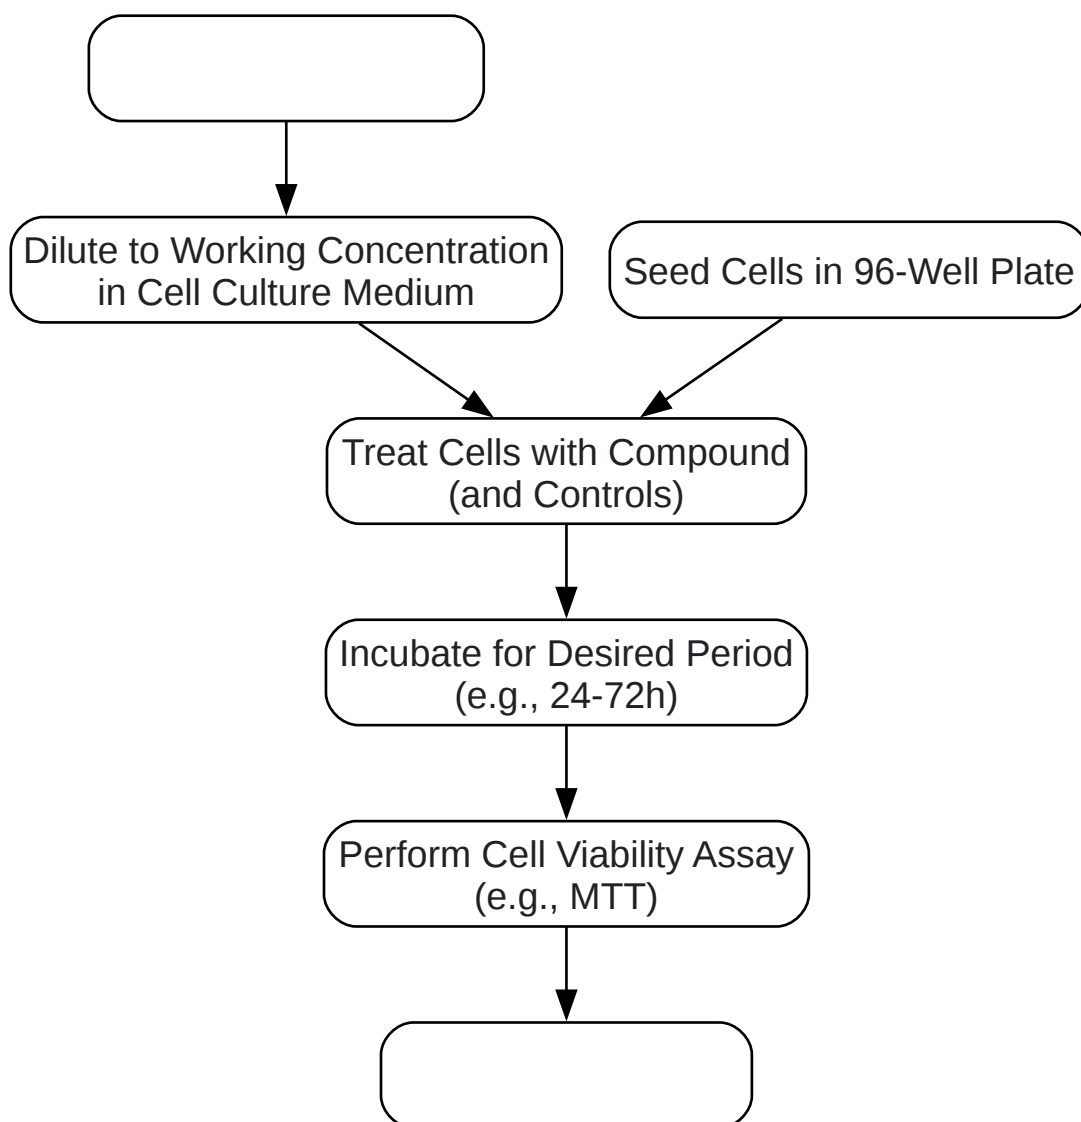 Dilute to Working Concentration
in Cell Culture Medium
Seed Cells in 96-Well Plate
Treat Cells with Compound
(and Controls)
Incubate for Desired Period
(e.g., 24-72h)
Perform Cell Viability Assay
(e.g., MTT)